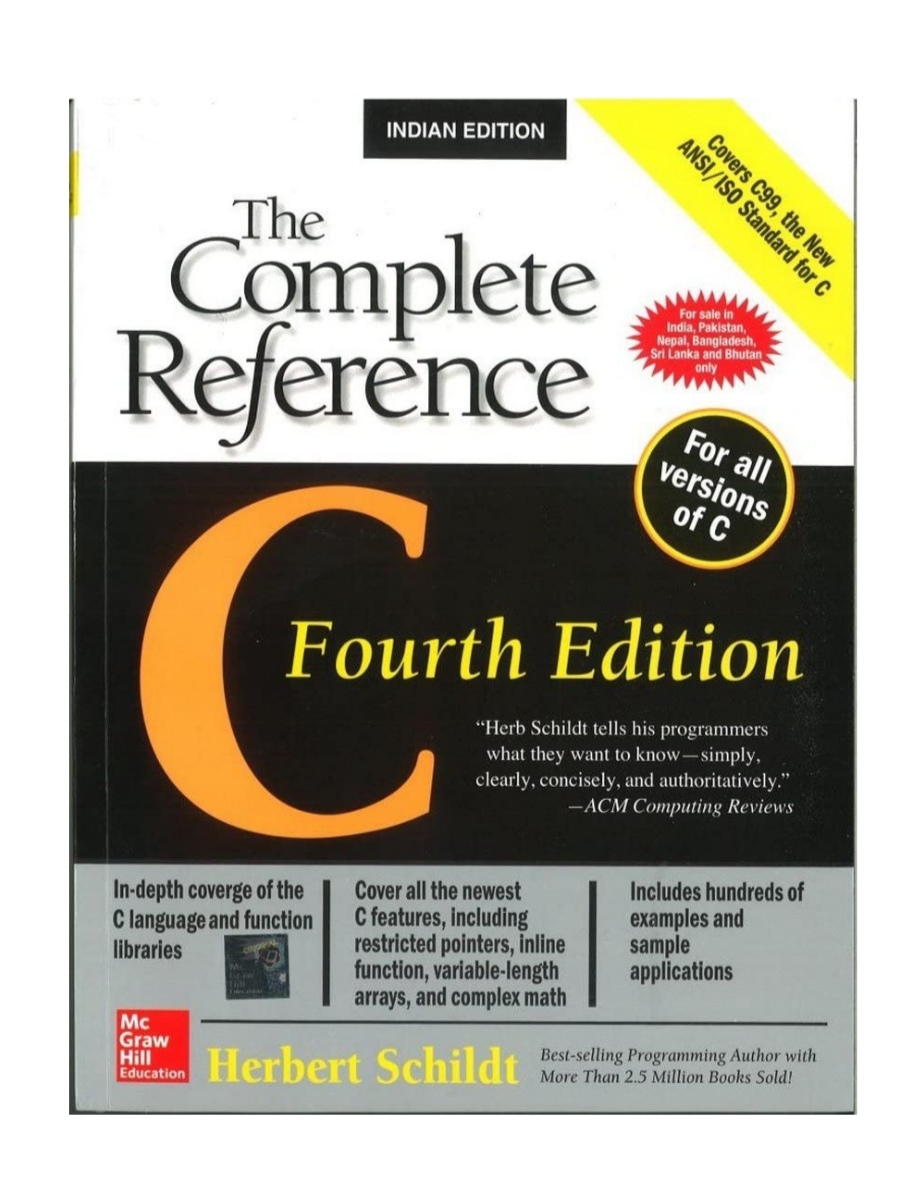 INDIAN EDITION
Covers C99, the New
ANSI/ISO Standard for C
The
Complete
Reference
For sale in
India, Pakistan,
Nepal, Bangladesh,
Sri Lanka and Bhutan
only
For all
versions
of C
C
Fourth Edition
“Herb Schildt tells his programmers
what they want to know—simply,
clearly, concisely, and authoritatively.”
—ACM Computing Reviews
In-depth coverge of the
C language and function
libraries
Cover all the newest
C features, including
restricted pointers, inline
function, variable-length
arrays, and complex math
Includes hundreds of
examples and
sample
applications
Mc
Graw
Hill
Education
Herbert Schildt
Best-selling Programming Author with
More Than 2.5 Million Books Sold!